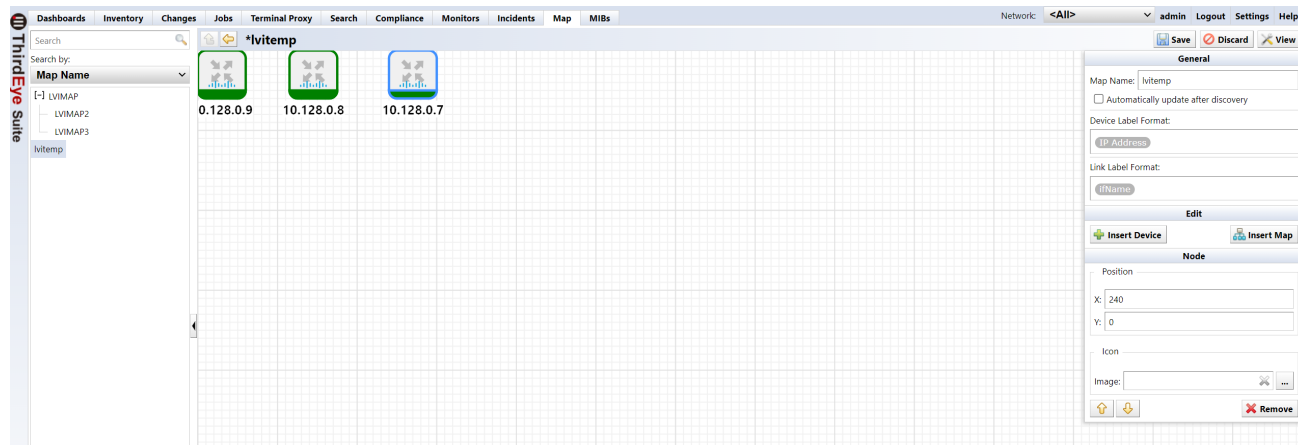 Dashboards Inventory Changes Jobs Terminal Proxy Search Compliance Monitors Incidents Map MIBs Network: <All> admin Logout Settings Help
ThirdEye Suite
Search
*lvitemp
Save Discard View
Search by:
Map Name
[-] LVIMAP
LVIMAP2
LVIMAP3
lvitemp
0.128.0.9 10.128.0.8 10.128.0.7
General
Map Name: lvitemp
Automatically update after discovery
Device Label Format:
IP Address
Link Label Format:
ifName
Edit
Insert Device Insert Map
Node
Position
X: 240
Y: 0
Icon
Image: ...
Remove